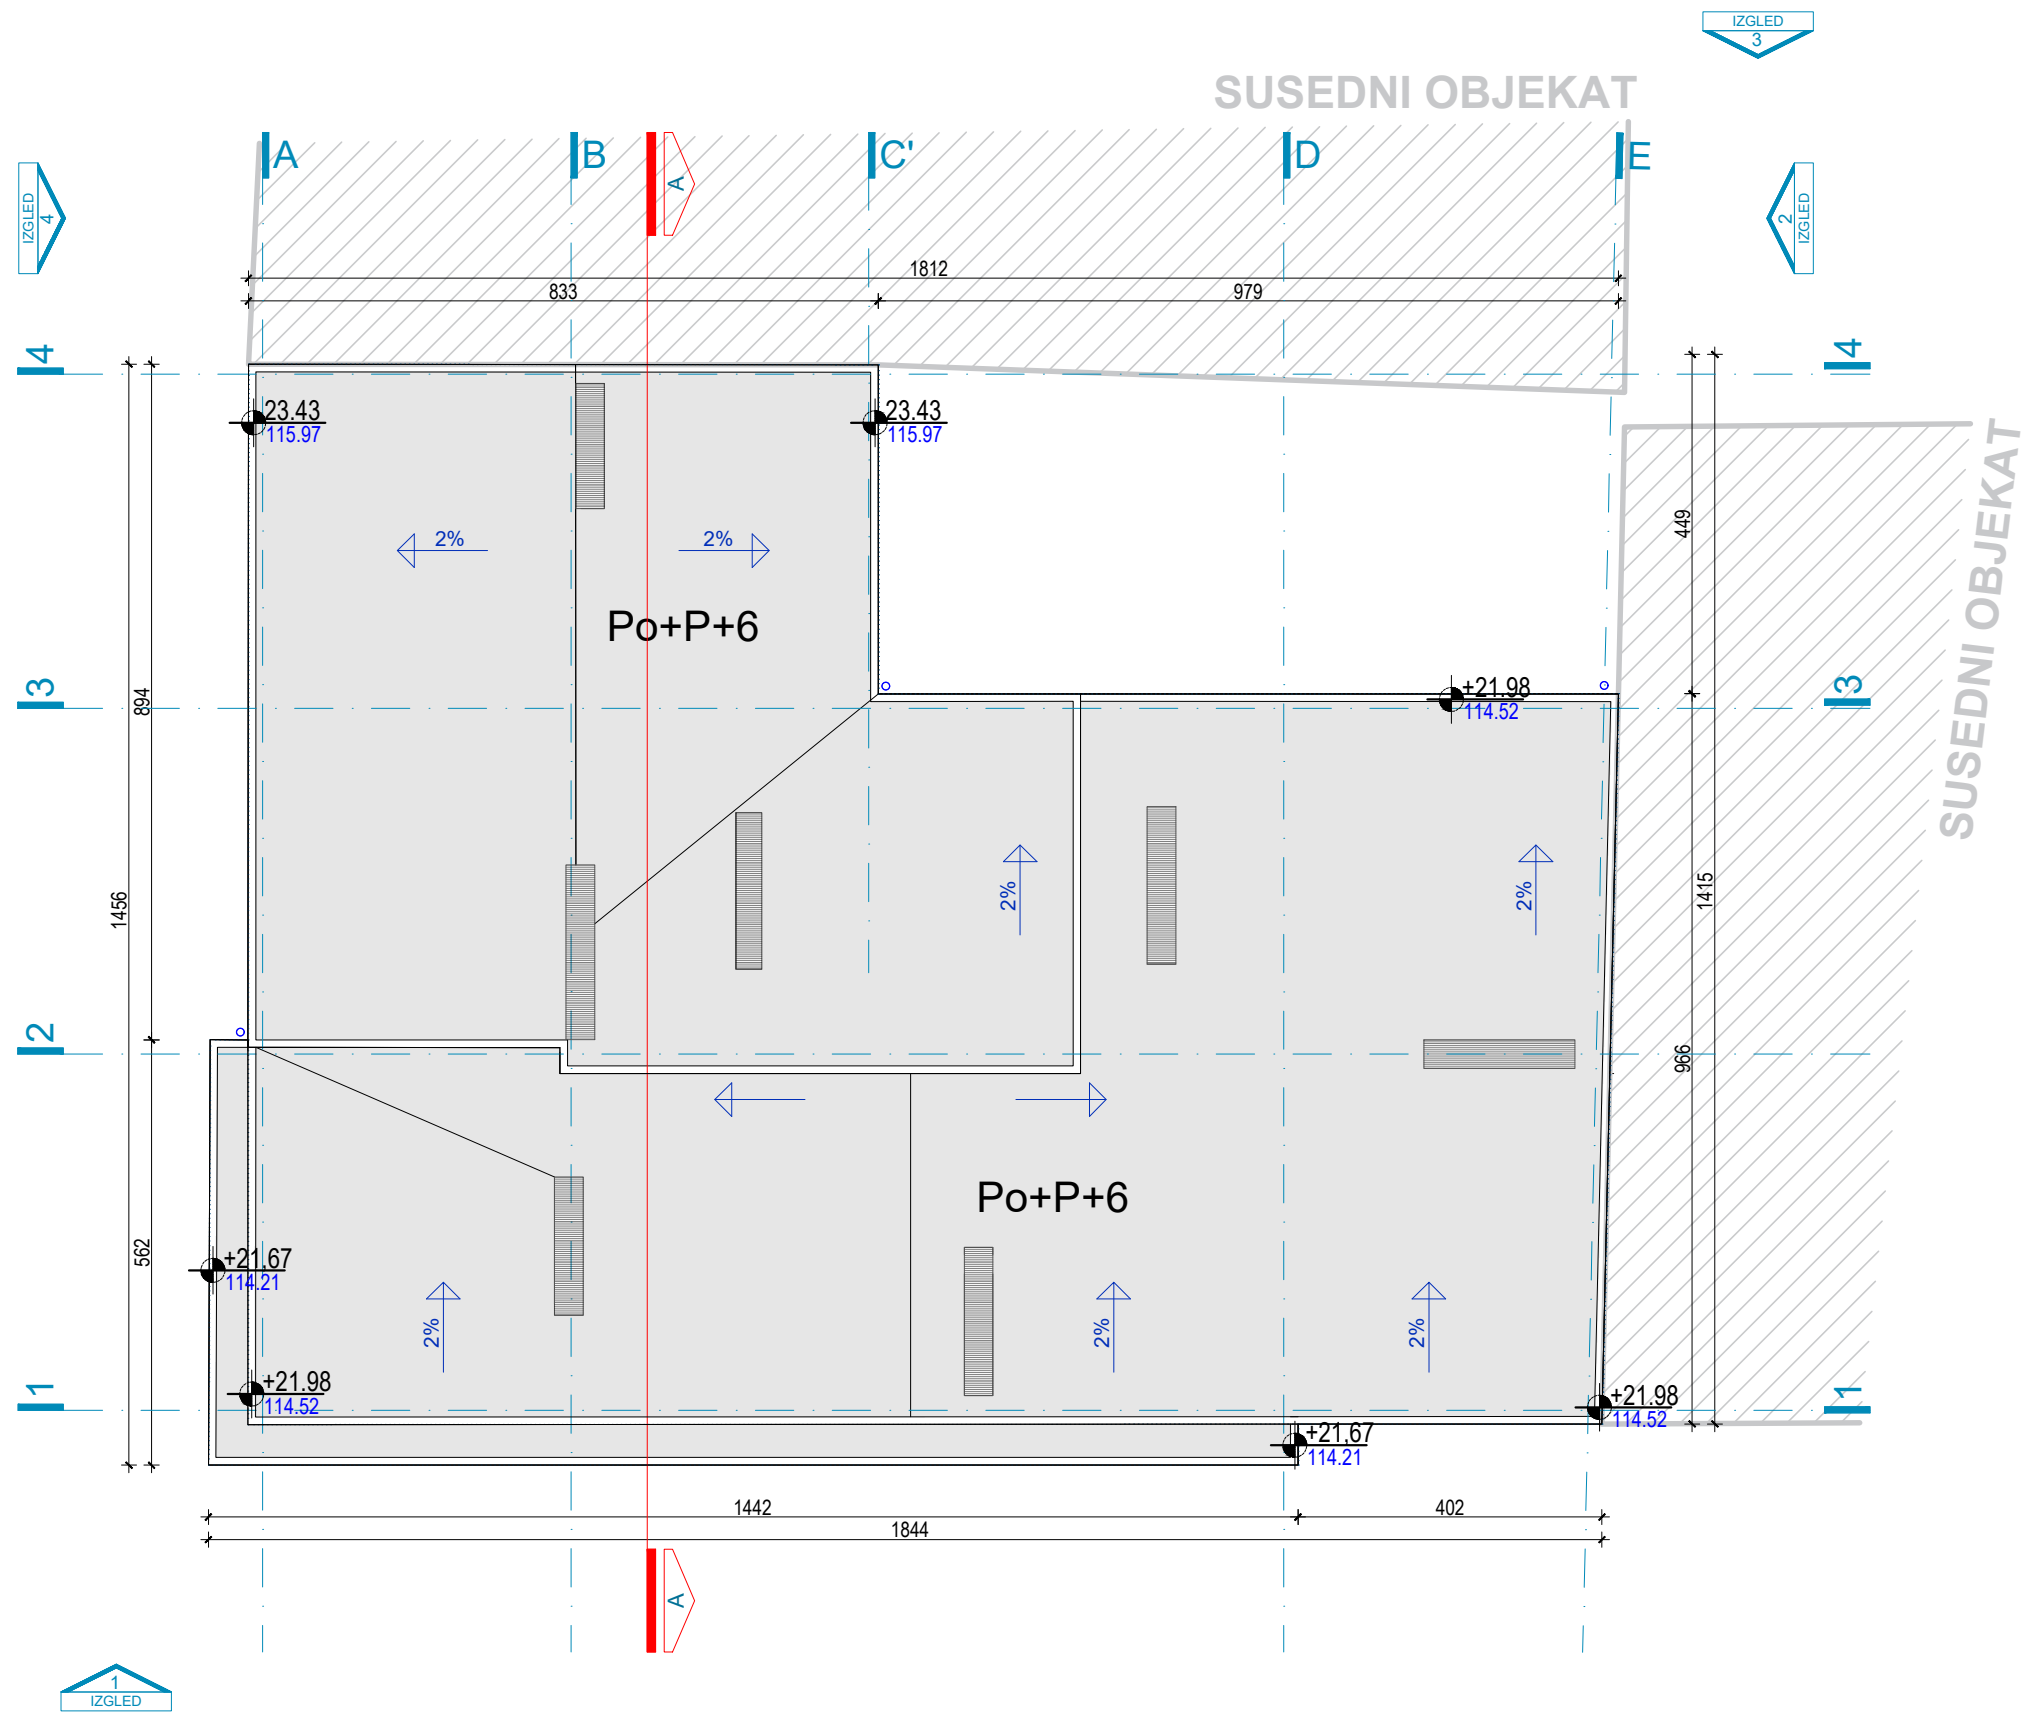 IZGLED
3
SUSEDNI OBJEKAT
A
B
A
C'
D
E
IZGLED
4
2
IZGLED
1812
833
979
4
4
23.43
115.97
23.43
115.97
449
2%
2%
Po+P+6
SUSEDNI OBJEKAT
3
894
+21.98
114.52
3
1456
2%
2%
1415
2
966
Po+P+6
562
+21,67
114.21
2%
2%
2%
1
+21.98
114.52
+21.98
114.52
1
+21,67
114.21
1442
402
1844
A
1
IZGLED